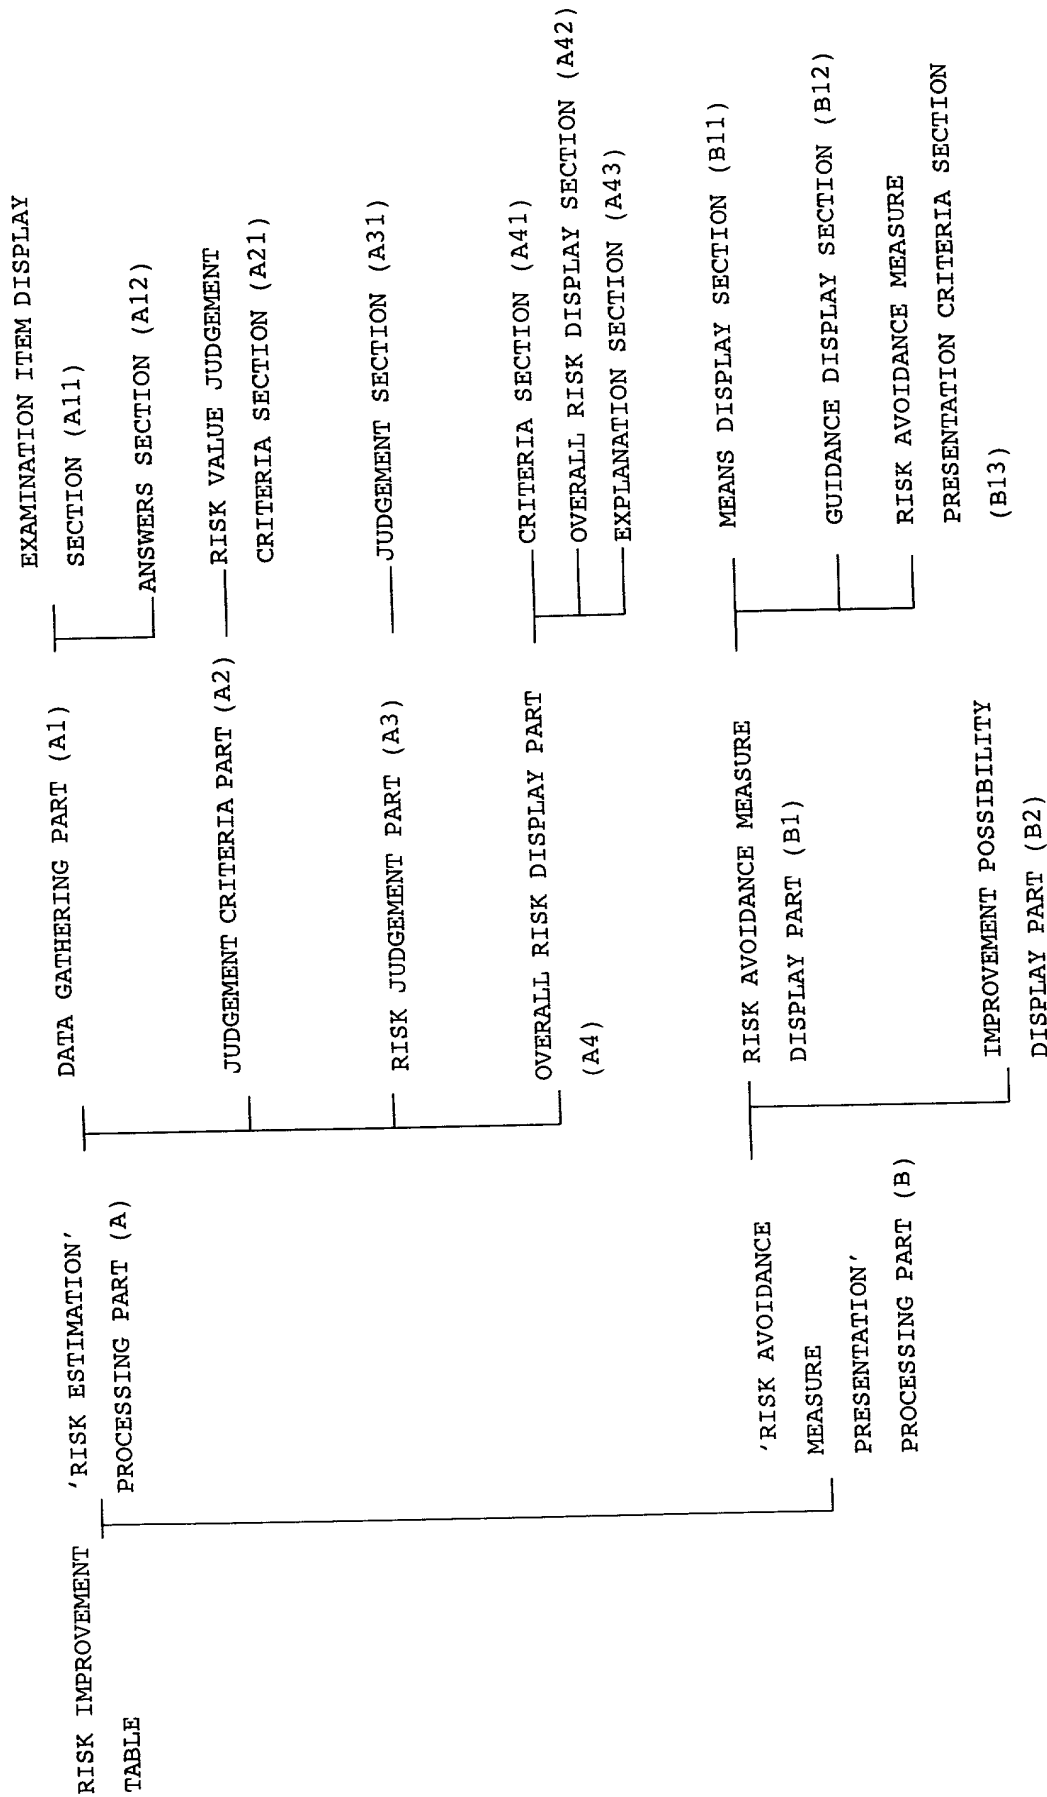 RISK IMPROVEMENT
TABLE
'RISK ESTIMATION'
PROCESSING PART (A)
DATA GATHERING PART (A1)
EXAMINATION ITEM DISPLAY
SECTION (A11)
ANSWERS SECTION (A12)
JUDGEMENT CRITERIA PART (A2)
RISK VALUE JUDGEMENT
CRITERIA SECTION (A21)
RISK JUDGEMENT PART (A3)
JUDGEMENT SECTION (A31)
OVERALL RISK DISPLAY PART
(A4)
CRITERIA SECTION (A41)
OVERALL RISK DISPLAY SECTION (A42)
EXPLANATION SECTION (A43)
'RISK AVOIDANCE
MEASURE
PRESENTATION'
PROCESSING PART (B)
RISK AVOIDANCE MEASURE
DISPLAY PART (B1)
MEANS DISPLAY SECTION (B11)
GUIDANCE DISPLAY SECTION (B12)
RISK AVOIDANCE MEASURE
PRESENTATION CRITERIA SECTION
(B13)
IMPROVEMENT POSSIBILITY
DISPLAY PART (B2)